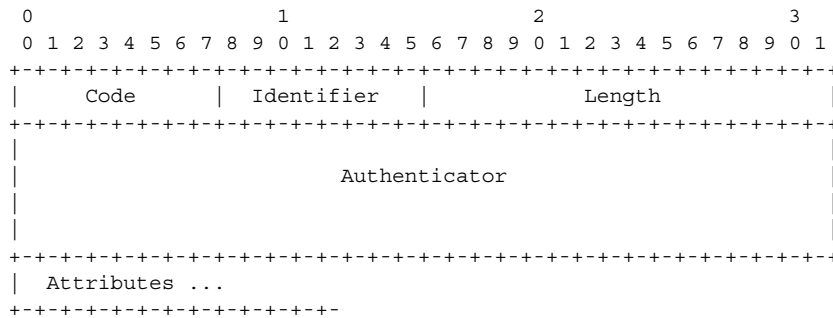 0                   1                   2                   3
 0 1 2 3 4 5 6 7 8 9 0 1 2 3 4 5 6 7 8 9 0 1 2 3 4 5 6 7 8 9 0 1
+-+-+-+-+-+-+-+-+-+-+-+-+-+-+-+-+-+-+-+-+-+-+-+-+-+-+-+-+-+-+-+-+
|     Code      |  Identifier   |            Length             |
+-+-+-+-+-+-+-+-+-+-+-+-+-+-+-+-+-+-+-+-+-+-+-+-+-+-+-+-+-+-+-+-+
|                                                               |
|                         Authenticator                         |
|                                                               |
|                                                               |
+-+-+-+-+-+-+-+-+-+-+-+-+-+-+-+-+-+-+-+-+-+-+-+-+-+-+-+-+-+-+-+-+
|  Attributes ...
+-+-+-+-+-+-+-+-+-+-+-+-+-